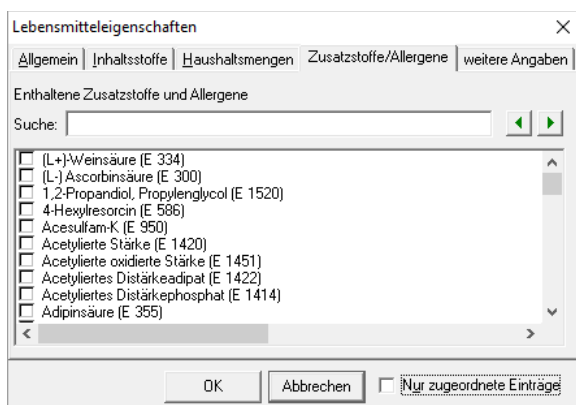 Lebensmitteleigenschaften
Allgemein Inhaltsstoffe Haushaltsmengen Zusatzstoffe/Allergene weitere Angaben
Enthaltene Zusatzstoffe und Allergene
Suche:
(L+)-Weinsäure (E 334)
(L-) Ascorbinsäure (E 300)
1,2-Propandiol, Propylenglycol (E 1520)
4-Hexylresorcin (E 586)
Acesulfam-K (E 950)
Acetylierte Stärke (E 1420)
Acetylierte oxidierte Stärke (E 1451)
Acetyliertes Distärkeadipat (E 1422)
Acetyliertes Distärkephosphat (E 1414)
Adipinsäure (E 355)
OK Abbrechen Nur zugeordnete Einträge